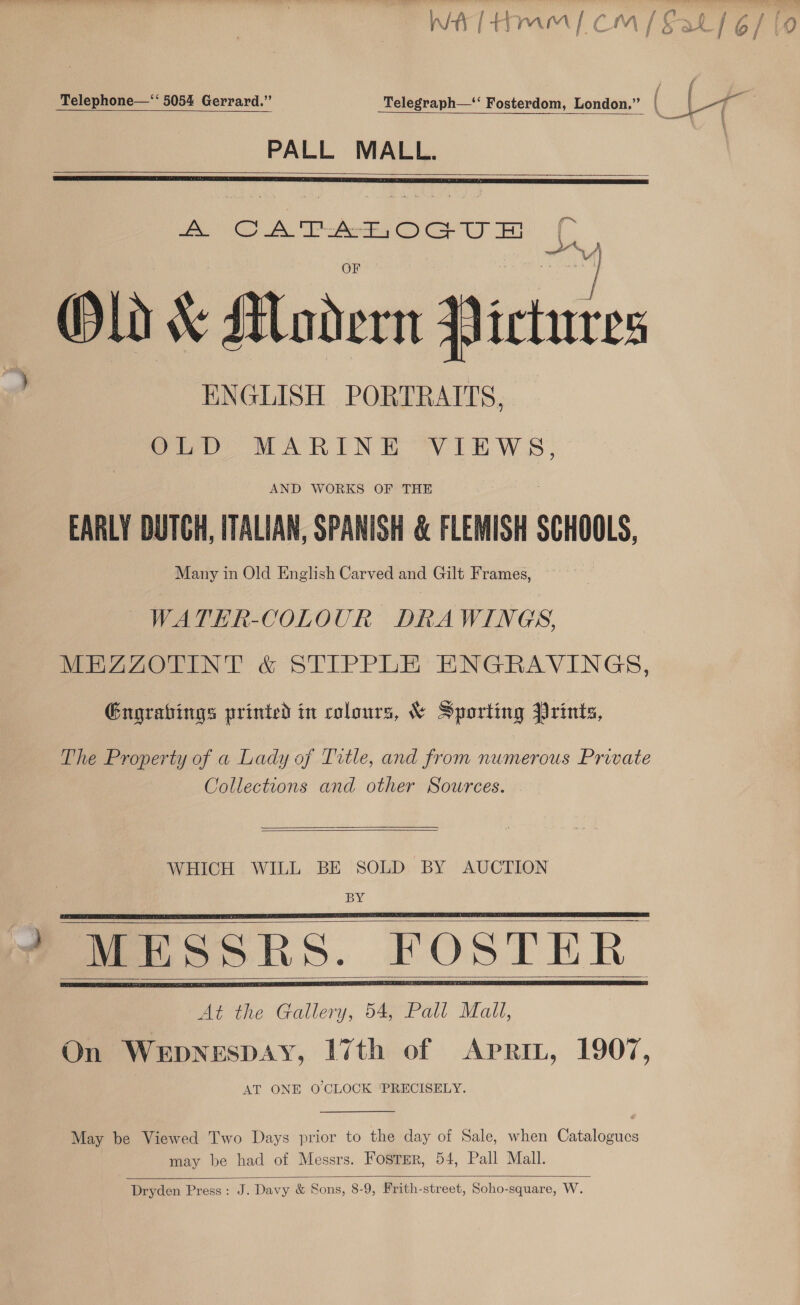 WA/HMM/CM/Sal/6/10
Telephone—“ 5054 Gerrard.” Telegraph—“ Fosterdom, London.”
PALL MALL.
A CATALOGUE
OF
Old & Modern Pictures
ENGLISH PORTRAITS,
OLD MARINE VIEWS,
AND WORKS OF THE
EARLY DUTCH, ITALIAN, SPANISH & FLEMISH SCHOOLS,
Many in Old English Carved and Gilt Frames,
WATER-COLOUR DRAWINGS,
MEZZOTINT & STIPPLE ENGRAVINGS,
Engravings printed in colours, & Sporting Prints,
The Property of a Lady of Title, and from numerous Private
Collections and other Sources.
WHICH WILL BE SOLD BY AUCTION
BY
MESSRS. FOSTER
At the Gallery, 54, Pall Mall,
On WEDNESDAY, 17th of APRIL, 1907,
AT ONE O'CLOCK PRECISELY.
May be Viewed Two Days prior to the day of Sale, when Catalogues
may be had of Messrs. FOSTER, 54, Pall Mall.
Dryden Press: J. Davy & Sons, 8-9, Frith-street, Soho-square, W.